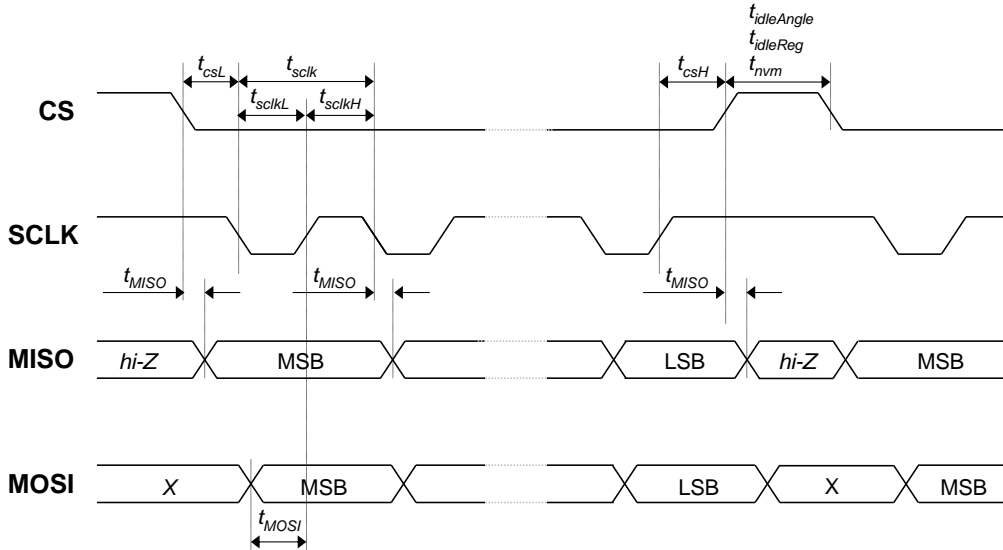 t_idleAngle
t_idleReg
t_csL t_sclk t_csH t_nvm
t_sclkL t_sclkH
CS
SCLK
t_MISO t_MISO t_MISO
MISO hi-Z MSB LSB hi-Z MSB
MOSI X MSB LSB X MSB
t_MOSI